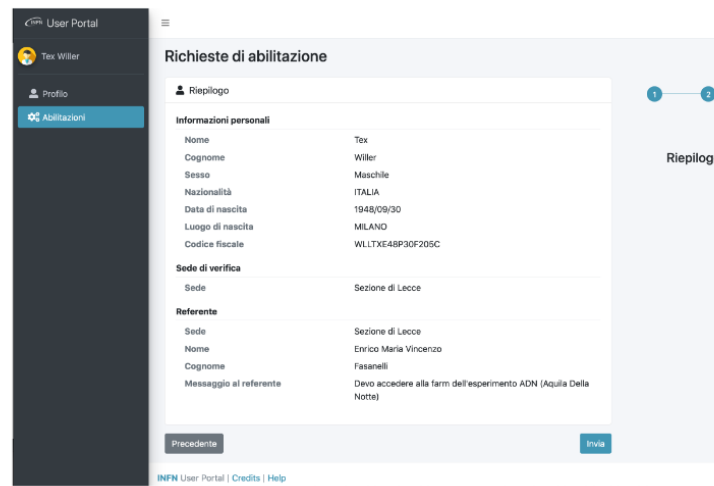 INFN User Portal
Tex Willer
Profilo
Abilitazioni
Richieste di abilitazione
Riepilogo
Informazioni personali
Nome Tex
Cognome Willer
Sesso Maschile
Nazionalità ITALIA
Data di nascita 1948/09/30
Luogo di nascita MILANO
Codice fiscale WLLTXE48P30F205C
Sede di verifica
Sede Sezione di Lecce
Referente
Sede Sezione di Lecce
Nome Enrico Maria Vincenzo
Cognome Fasanelli
Messaggio al referente Devo accedere alla farm dell'esperimento ADN (Aquila Della
Notte)
Precedente Invia
1 2
Riepilog
INFN User Portal | Credits | Help